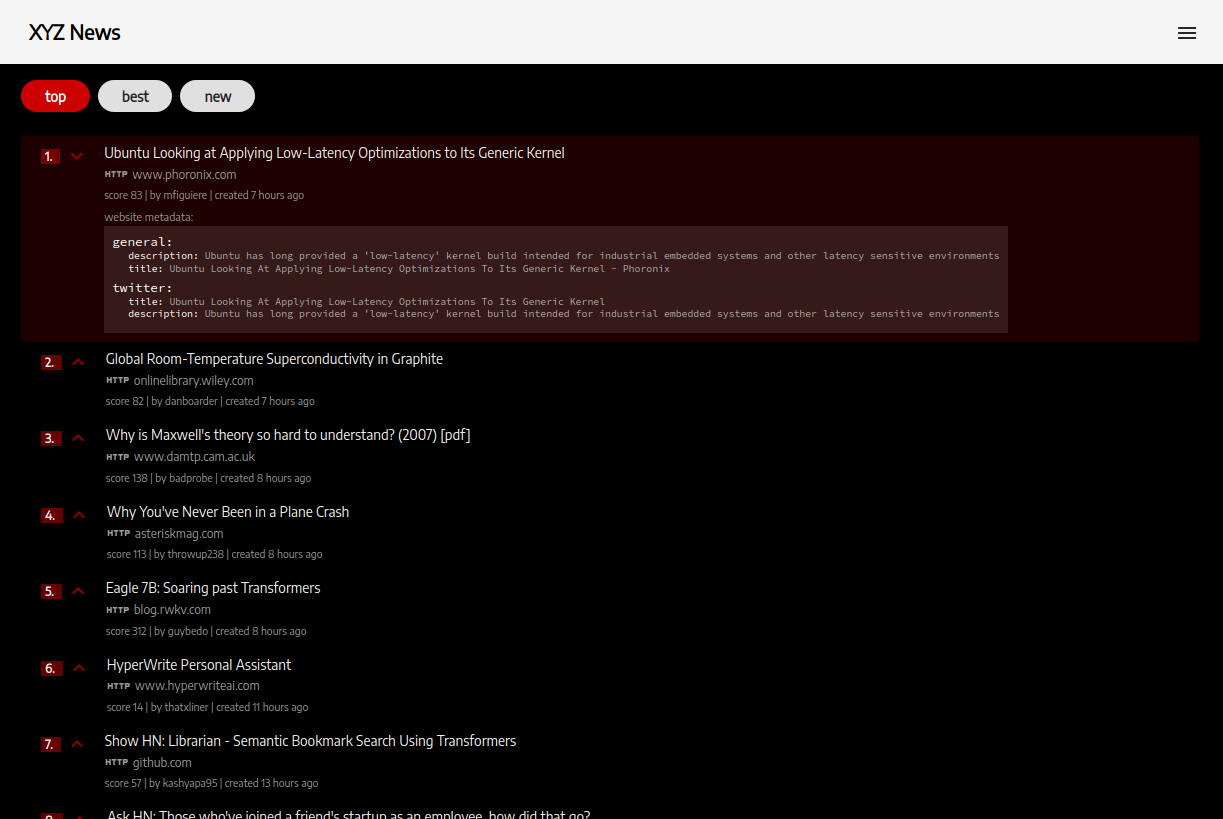 XYZ News
top best new
1. Ubuntu Looking at Applying Low-Latency Optimizations to Its Generic Kernel
HTTP www.phoronix.com
score 83 | by mfiguiere | created 7 hours ago
website metadata:
general:
description: Ubuntu has long provided a 'low-latency' kernel build intended for industrial embedded systems and other latency sensitive environments
title: Ubuntu Looking At Applying Low-Latency Optimizations To Its Generic Kernel - Phoronix
twitter:
title: Ubuntu Looking At Applying Low-Latency Optimizations To Its Generic Kernel
description: Ubuntu has long provided a 'low-latency' kernel build intended for industrial embedded systems and other latency sensitive environments
2. Global Room-Temperature Superconductivity in Graphite
HTTP onlinelibrary.wiley.com
score 82 | by danboarder | created 7 hours ago
3. Why is Maxwell's theory so hard to understand? (2007) [pdf]
HTTP www.damtp.cam.ac.uk
score 138 | by badprobe | created 8 hours ago
4. Why You've Never Been in a Plane Crash
HTTP asteriskmag.com
score 113 | by throwup238 | created 8 hours ago
5. Eagle 7B: Soaring past Transformers
HTTP blog.rwkv.com
score 312 | by guybedo | created 8 hours ago
6. HyperWrite Personal Assistant
HTTP www.hyperwriteai.com
score 14 | by thatxliner | created 11 hours ago
7. Show HN: Librarian - Semantic Bookmark Search Using Transformers
HTTP github.com
score 57 | by kashyapa95 | created 13 hours ago
8. Ask HN: Those who've joined a friend's startup as an employee, how did that go?